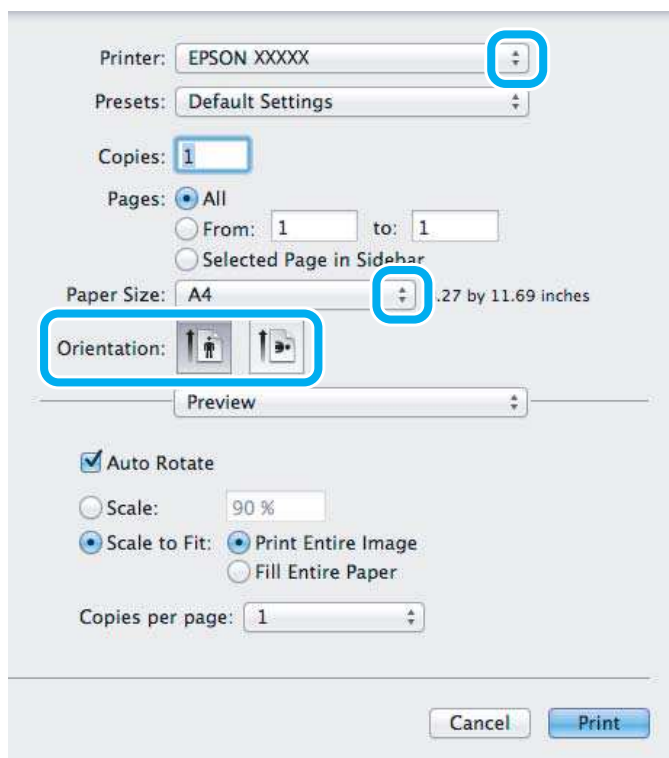 Printer: EPSON XXXXX
Presets: Default Settings
Copies: 1
Pages: All
From: 1 to: 1
Selected Page in Sidebar
Paper Size: A4 .27 by 11.69 inches
Orientation:
Preview
Auto Rotate
Scale: 90 %
Scale to Fit: Print Entire Image
Fill Entire Paper
Copies per page: 1
Cancel Print